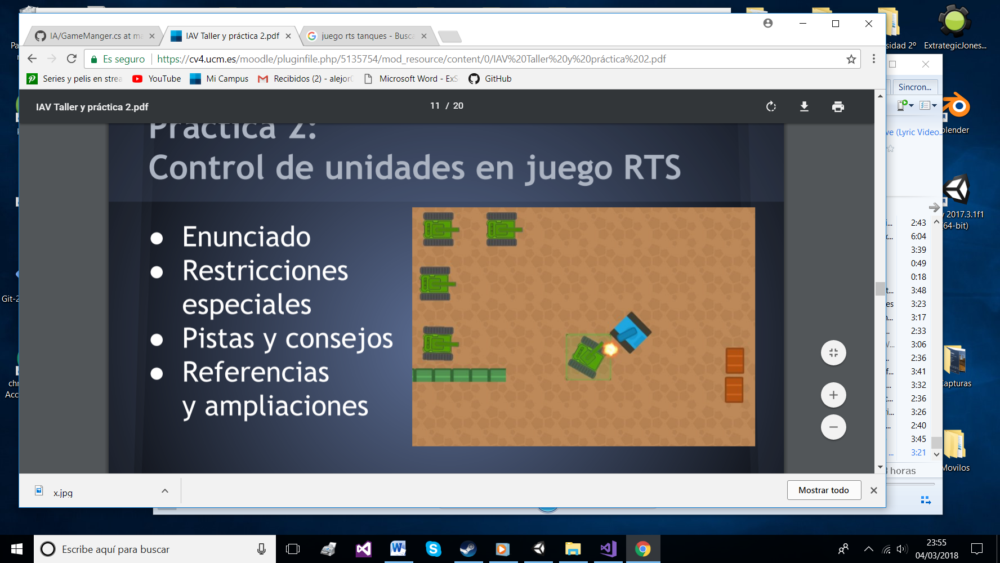 IA/GameManger.cs at ma
IAV Taller y práctica 2.pdf
juego rts tanques - Busca
Es seguro
https://cv4.ucm.es/moodle/pluginfile.php/5135754/mod_resource/content/0/IAV%20Taller%20y%20práctica%202.pdf
Series y pelis en strea
YouTube
Mi Campus
Recibidos (2) - alejor
Microsoft Word - ExS
GitHub
IAV Taller y práctica 2.pdf
11 / 20
Práctica 2:
Control de unidades en juego RTS
● Enunciado
● Restricciones
especiales
● Pistas y consejos
● Referencias
y ampliaciones
x.jpg
Mostrar todo
sidad 2º
ExtrategicJones...
Sincron...
ve (Lyric Video...
blender
y 2017.3.1f1
(64-bit)
2:43
6:04
3:39
0:49
0:18
3:48
3:23
3:17
2:33
3:06
2:36
3:41
3:32
2:36
3:26
2:40
3:45
3:21
horas
Capturas
Movilos
Pa
Git-2
chr
Acc
Escribe aquí para buscar
23:55
04/03/2018